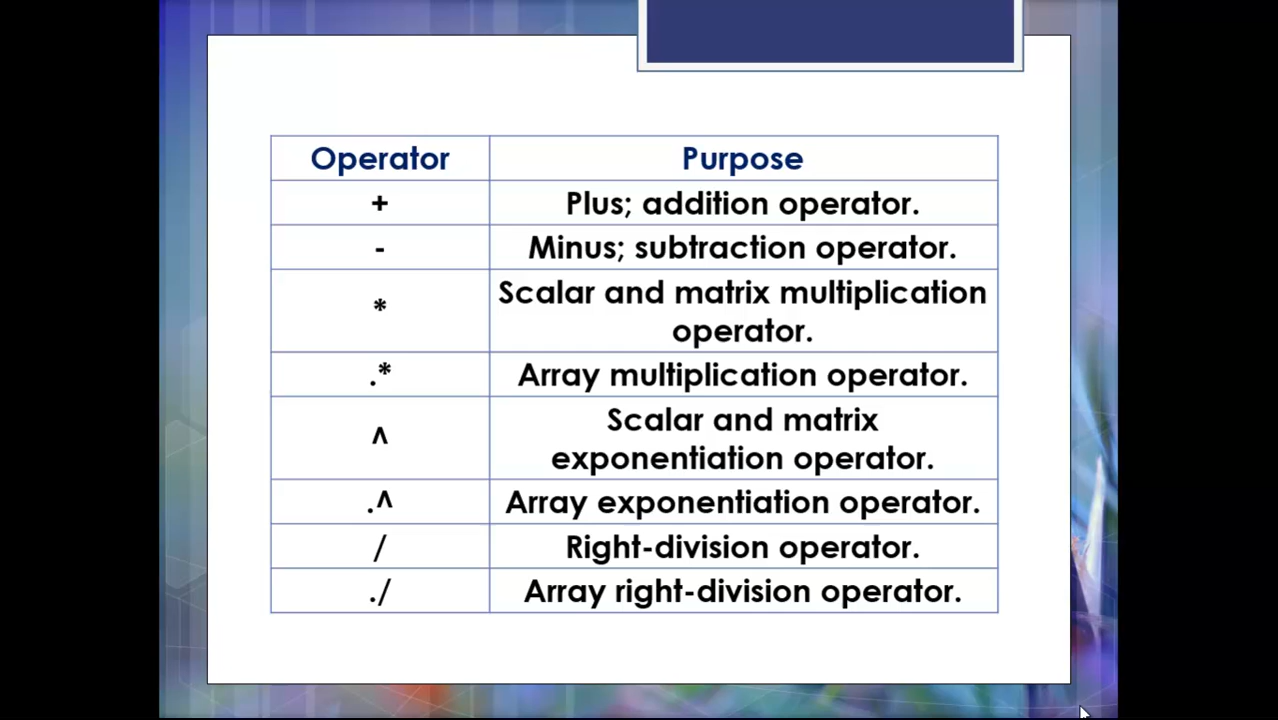 Operator Purpose
+ Plus; addition operator.
- Minus; subtraction operator.
* Scalar and matrix multiplication
operator.
.* Array multiplication operator.
^ Scalar and matrix
exponentiation operator.
.^ Array exponentiation operator.
/ Right-division operator.
./ Array right-division operator.